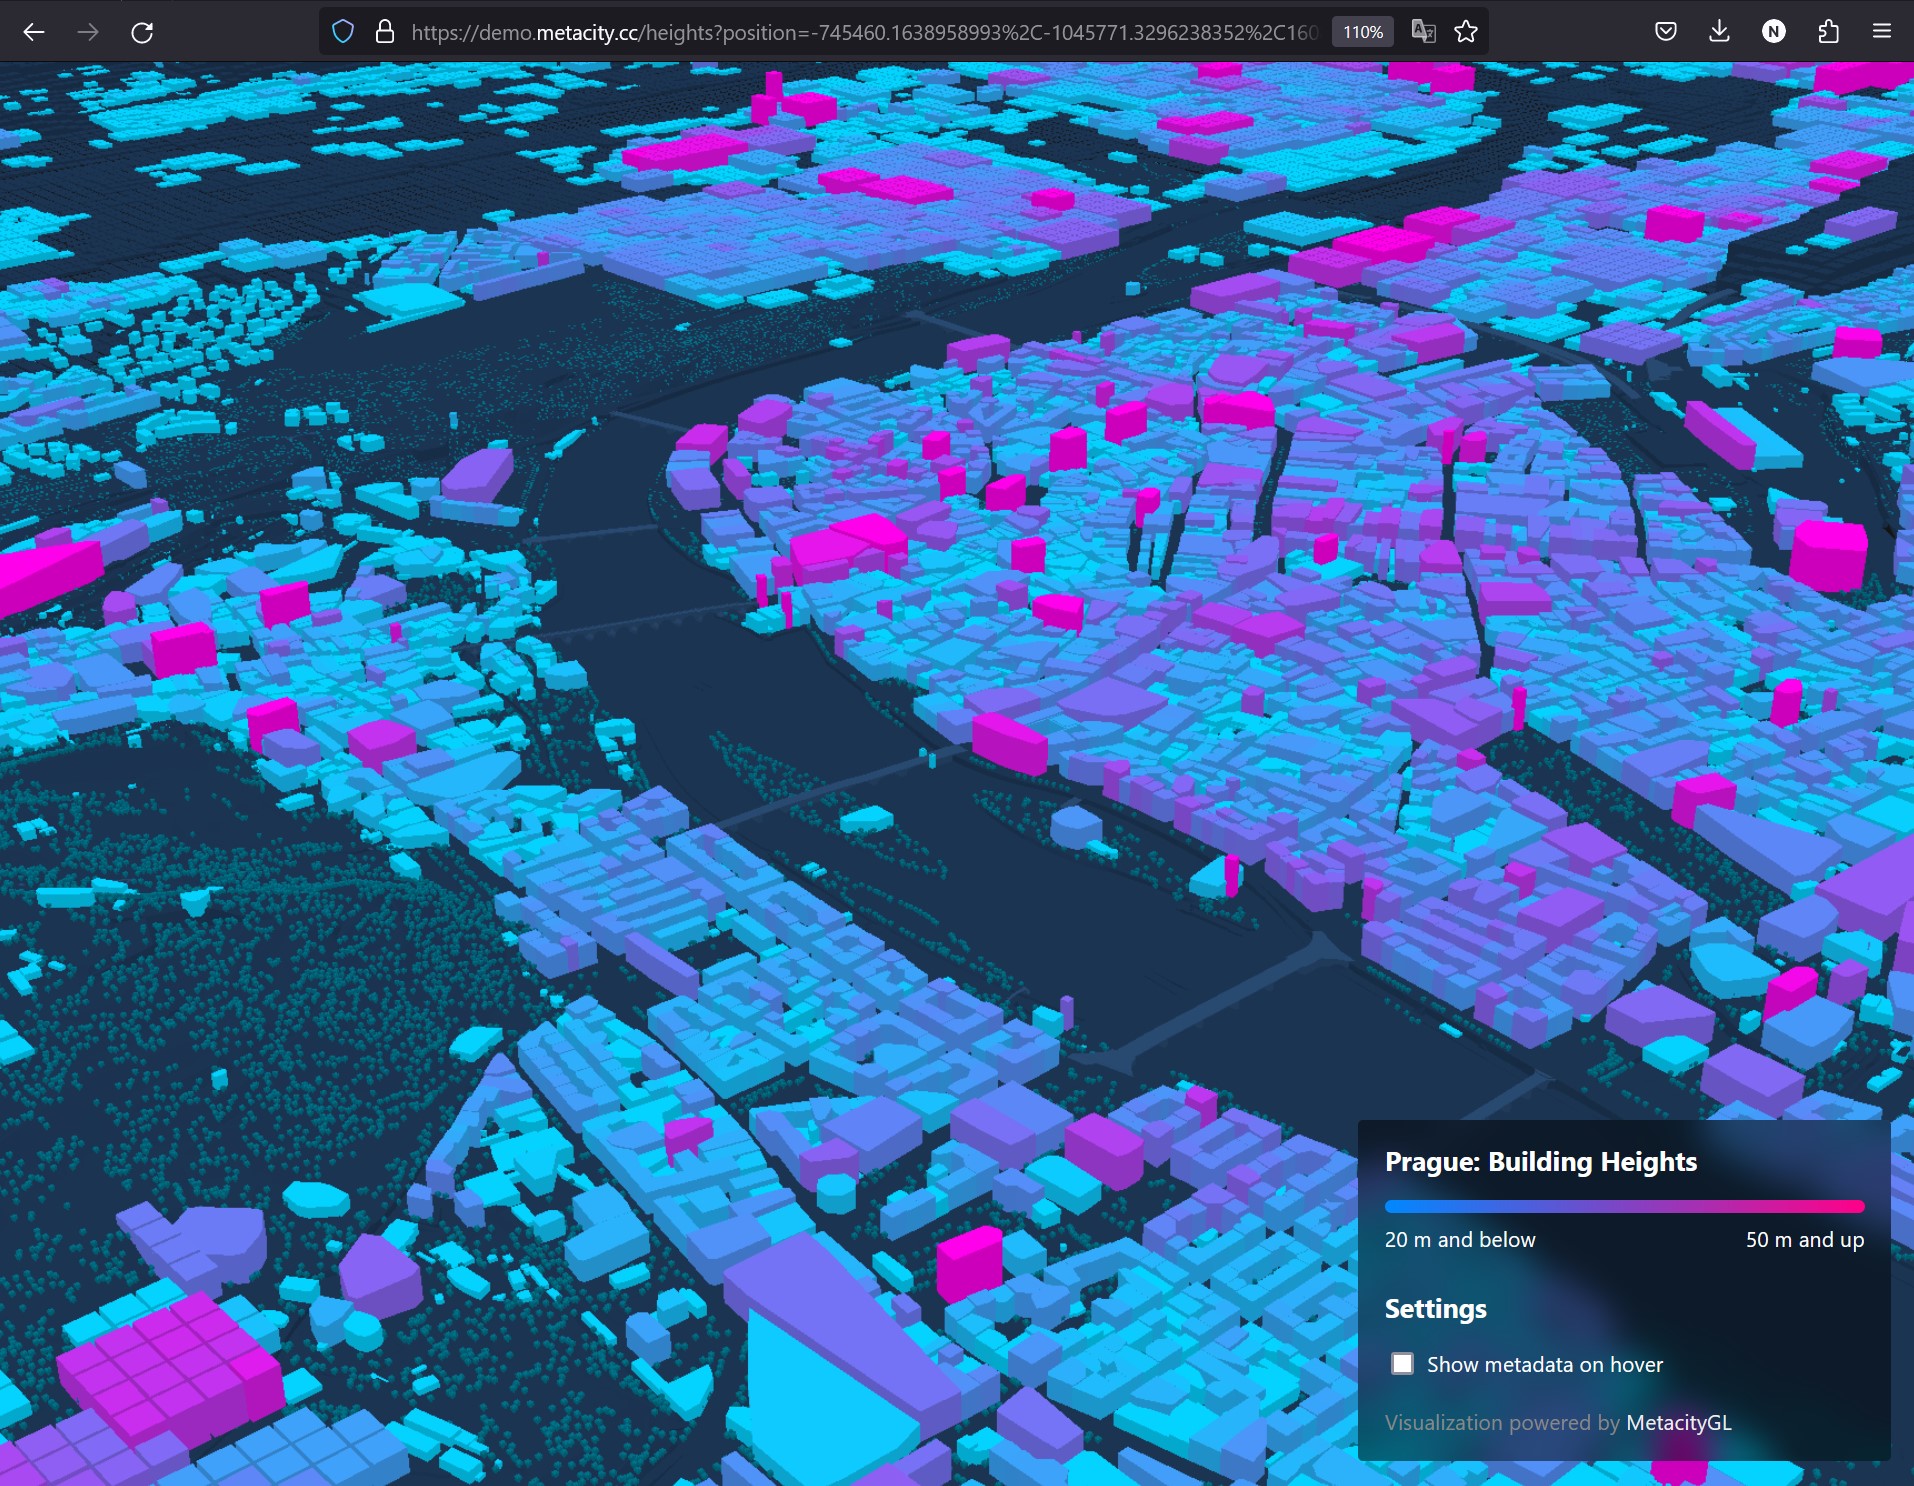 https://demo.metacity.cc/heights?position=-745460.1638958993%2C-1045771.3296238352%2C160
110%
N
Prague: Building Heights
20 m and below 50 m and up
Settings
Show metadata on hover
Visualization powered by MetacityGL